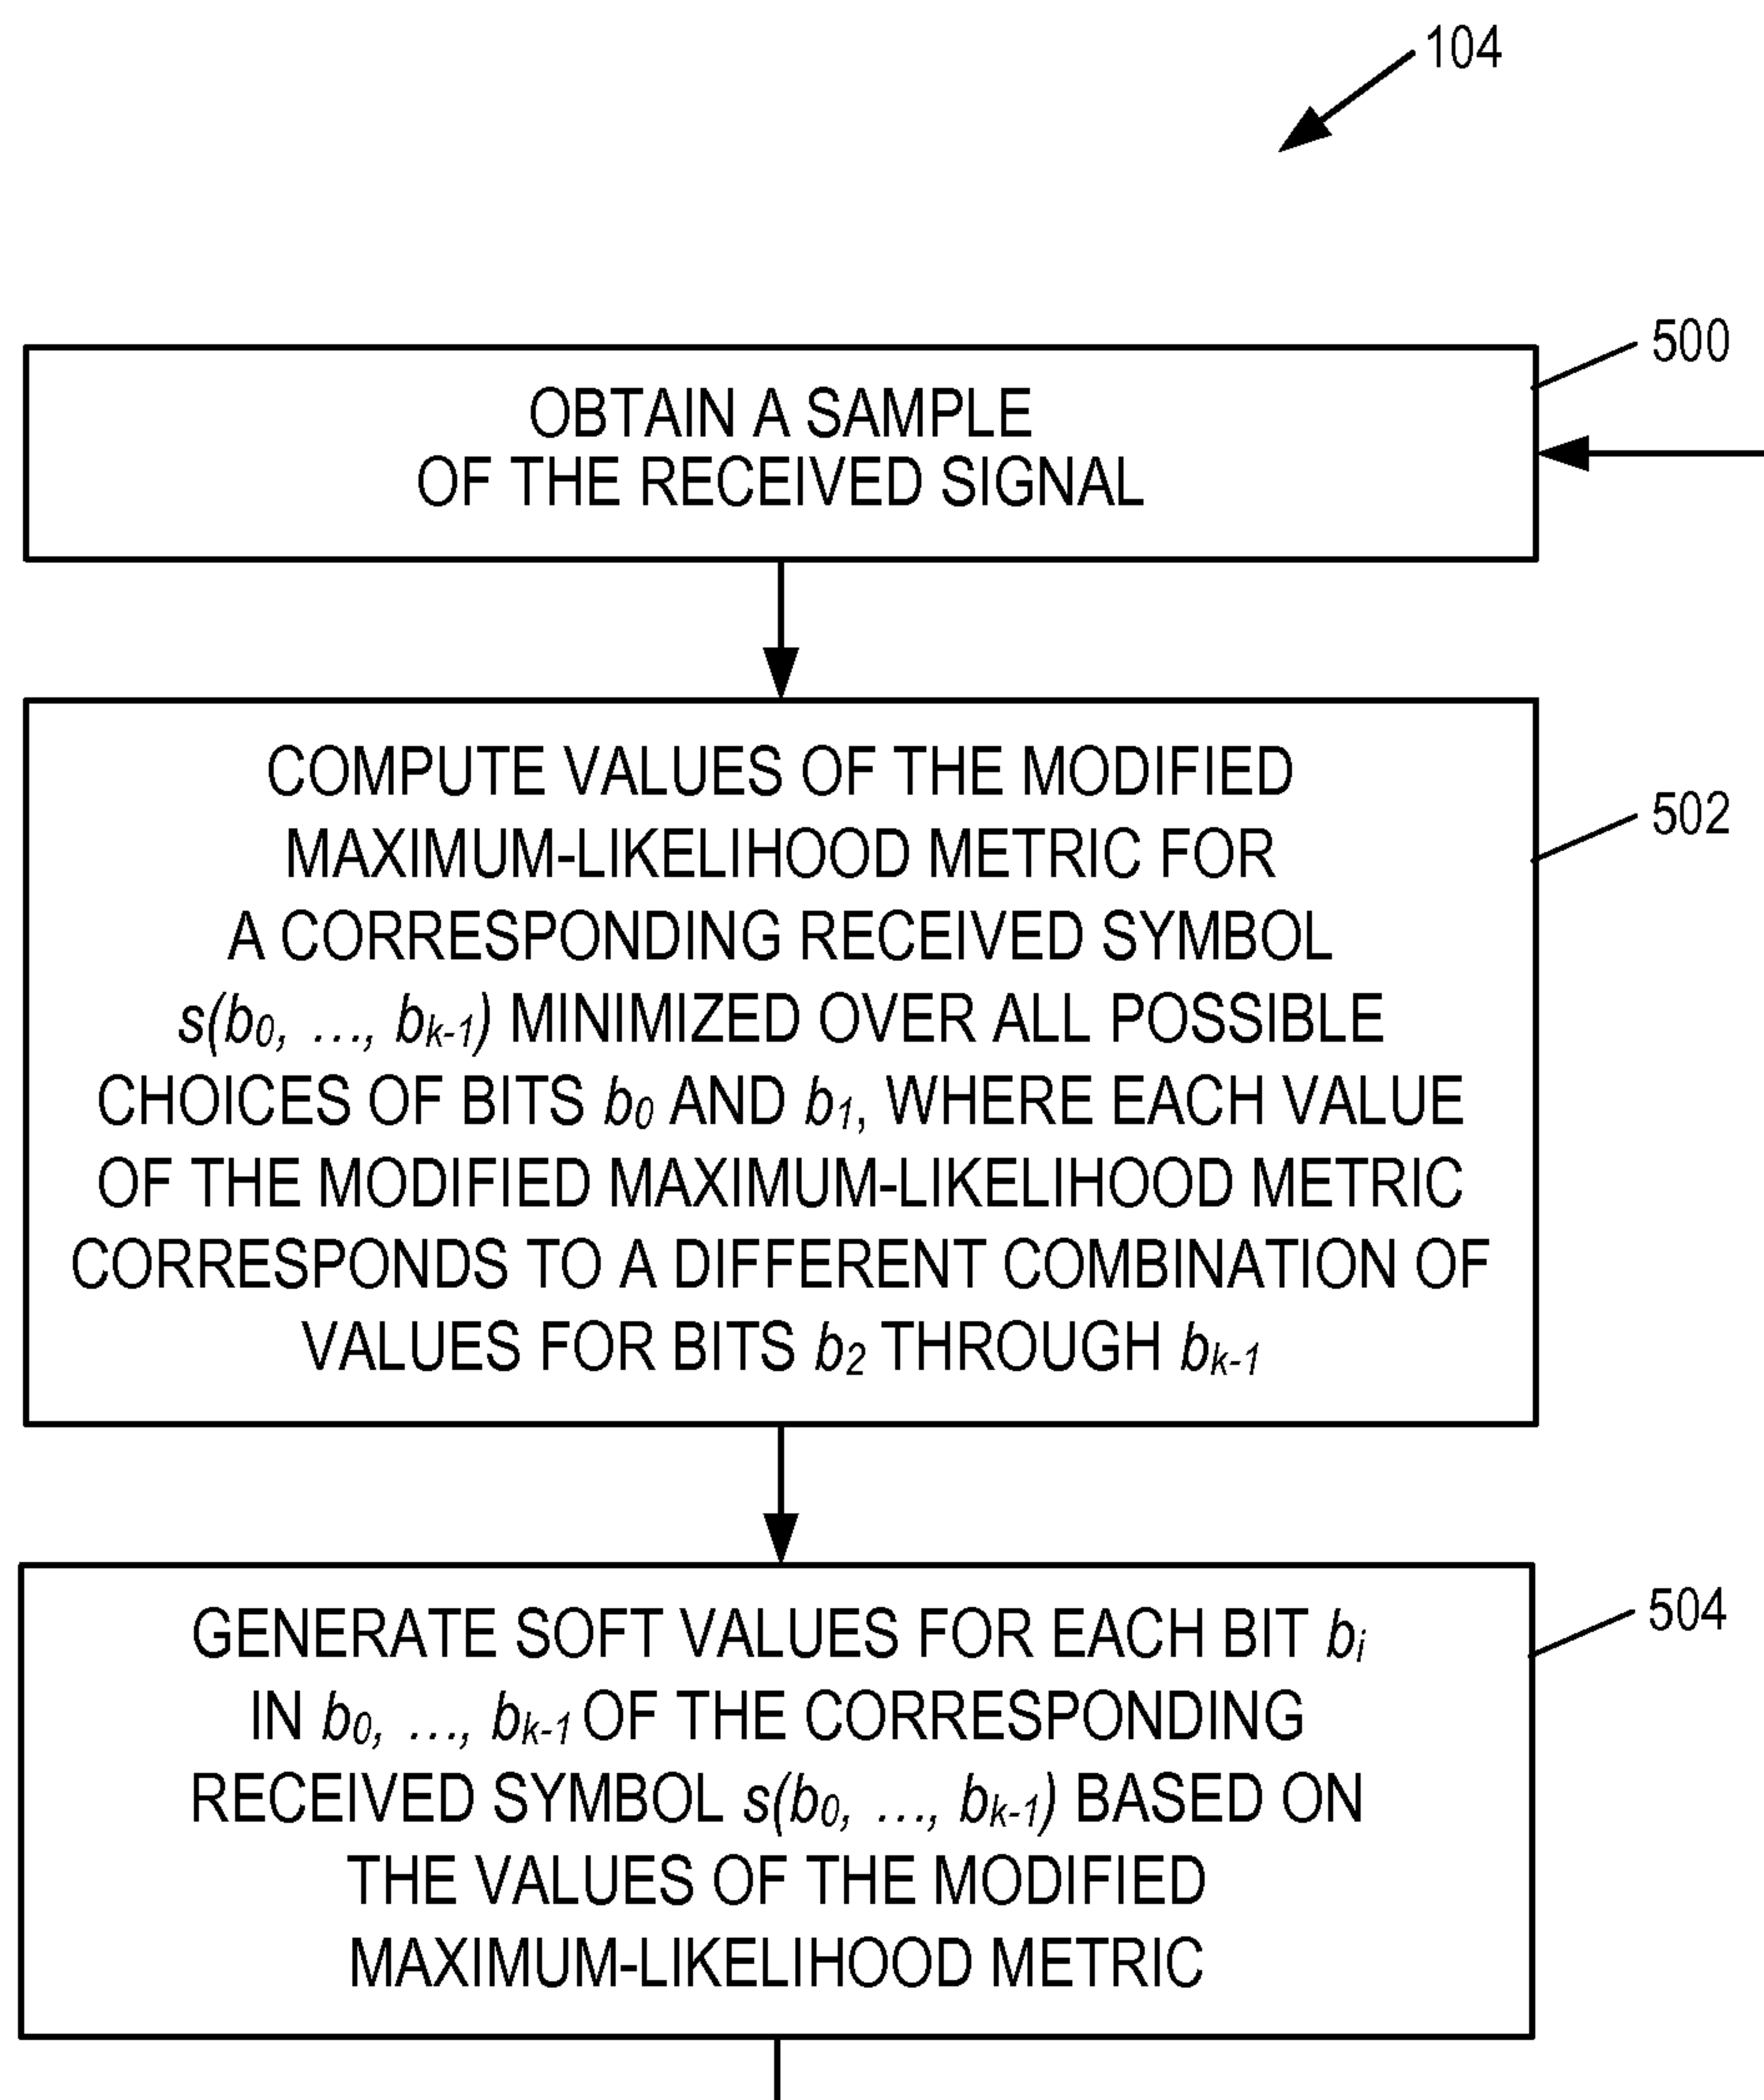 104
500
OBTAIN A SAMPLE
OF THE RECEIVED SIGNAL
502
COMPUTE VALUES OF THE MODIFIED
MAXIMUM-LIKELIHOOD METRIC FOR
A CORRESPONDING RECEIVED SYMBOL
s(b0, ..., bk-1) MINIMIZED OVER ALL POSSIBLE
CHOICES OF BITS b0 AND b1, WHERE EACH VALUE
OF THE MODIFIED MAXIMUM-LIKELIHOOD METRIC
CORRESPONDS TO A DIFFERENT COMBINATION OF
VALUES FOR BITS b2 THROUGH bk-1
504
GENERATE SOFT VALUES FOR EACH BIT bi
IN b0, ..., bk-1 OF THE CORRESPONDING
RECEIVED SYMBOL s(b0, ..., bk-1) BASED ON
THE VALUES OF THE MODIFIED
MAXIMUM-LIKELIHOOD METRIC